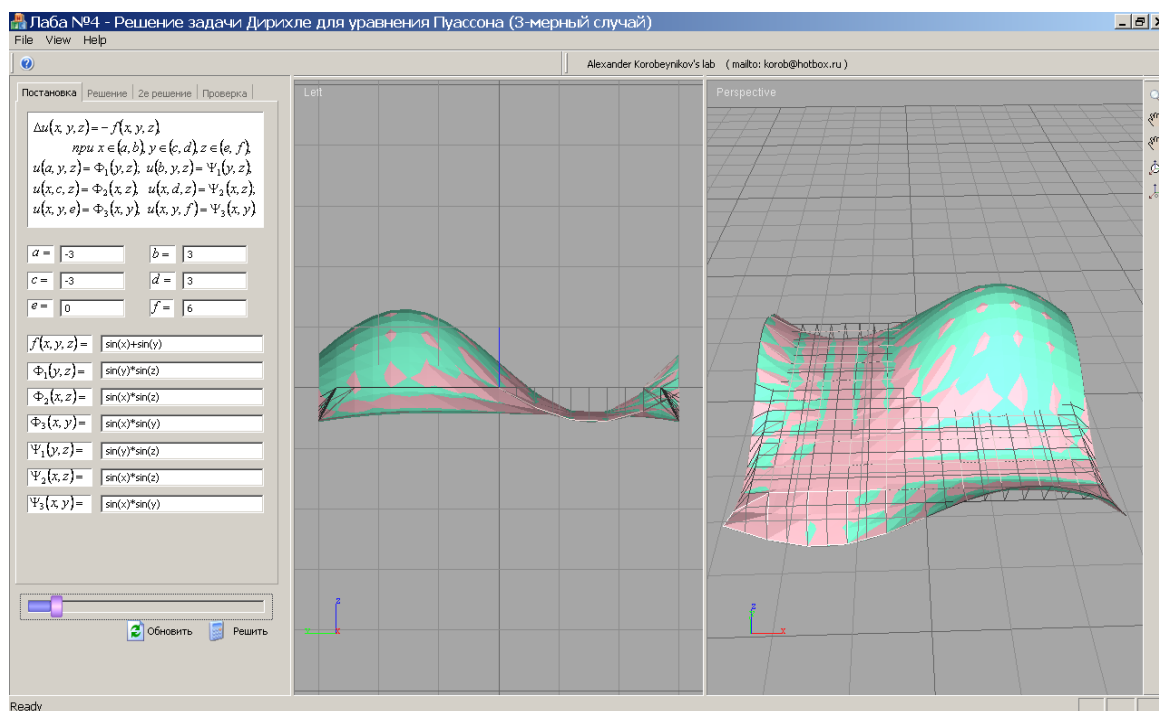 Лаба №4 - Решение задачи Дирихле для уравнения Пуассона (3-мерный случай)
File View Help
Alexander Korobeynikov's lab ( mailto: korob@hotbox.ru )
Постановка Решение 2е решение Проверка
Δu(x, y, z) = − f(x, y, z),
при x ∈ (a, b), y ∈ (c, d), z ∈ (e, f),
u(a, y, z) = Φ₁(y, z); u(b, y, z) = Ψ₁(y, z);
u(x, c, z) = Φ₂(x, z); u(x, d, z) = Ψ₂(x, z);
u(x, y, e) = Φ₃(x, y); u(x, y, f) = Ψ₃(x, y).
a = -3 b = 3
c = -3 d = 3
e = 0 f = 6
f(x, y, z) = sin(x)+sin(y)
Φ₁(y, z) = sin(y)*sin(z)
Φ₂(x, z) = sin(x)*sin(z)
Φ₃(x, y) = sin(x)*sin(y)
Ψ₁(y, z) = sin(y)*sin(z)
Ψ₂(x, z) = sin(x)*sin(z)
Ψ₃(x, y) = sin(x)*sin(y)
Обновить Решить
Left
z
x
Perspective
z
x
Ready